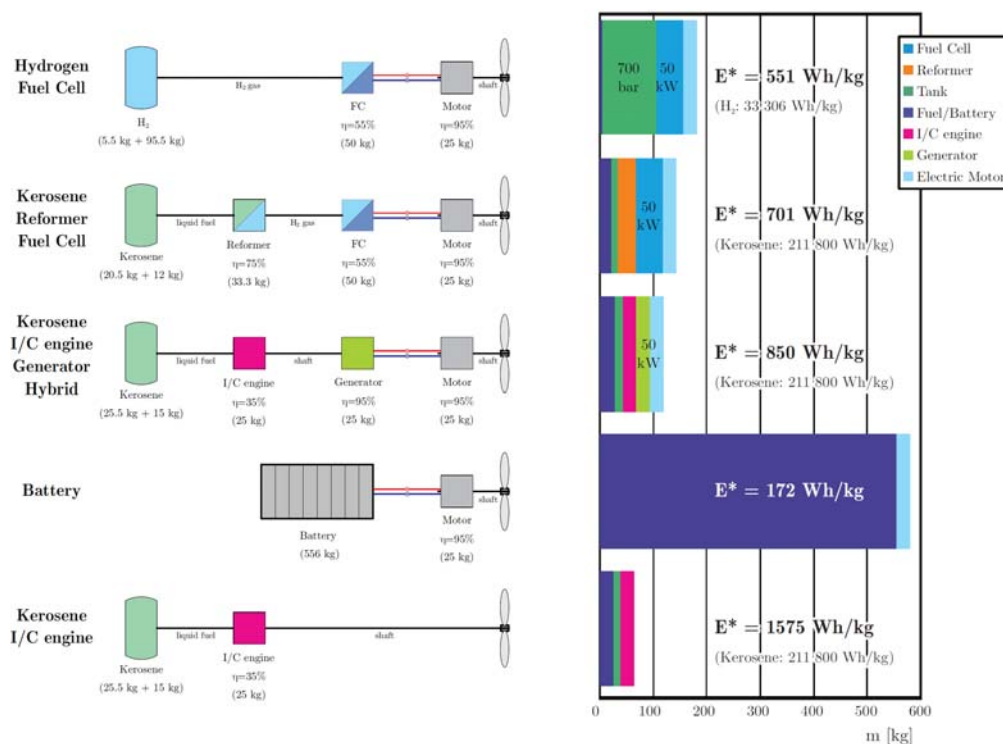 Hydrogen
Fuel Cell
H₂
(5.5 kg + 95.5 kg)
H₂ gas
FC
η=55%
(50 kg)
Motor
η=95%
(25 kg)
shaft
Kerosene
Reformer
Fuel Cell
Kerosene
(20.5 kg + 12 kg)
liquid fuel
Reformer
η=75%
(33.3 kg)
H₂ gas
FC
η=55%
(50 kg)
Motor
η=95%
(25 kg)
shaft
Kerosene
I/C engine
Generator
Hybrid
Kerosene
(25.5 kg + 15 kg)
liquid fuel
I/C engine
η=35%
(25 kg)
shaft
Generator
η=95%
(25 kg)
Motor
η=95%
(25 kg)
shaft
Battery
Battery
(556 kg)
Motor
η=95%
(25 kg)
shaft
Kerosene
I/C engine
Kerosene
(25.5 kg + 15 kg)
liquid fuel
I/C engine
η=35%
(25 kg)
shaft
700
bar
50
kW
E* = 551 Wh/kg
(H₂: 33 306 Wh/kg)
50
kW
E* = 701 Wh/kg
(Kerosene: 211 800 Wh/kg)
50
kW
E* = 850 Wh/kg
(Kerosene: 211 800 Wh/kg)
E* = 172 Wh/kg
E* = 1575 Wh/kg
(Kerosene: 211 800 Wh/kg)
Fuel Cell
Reformer
Tank
Fuel/Battery
I/C engine
Generator
Electric Motor
0 100 200 300 400 500 600
m [kg]